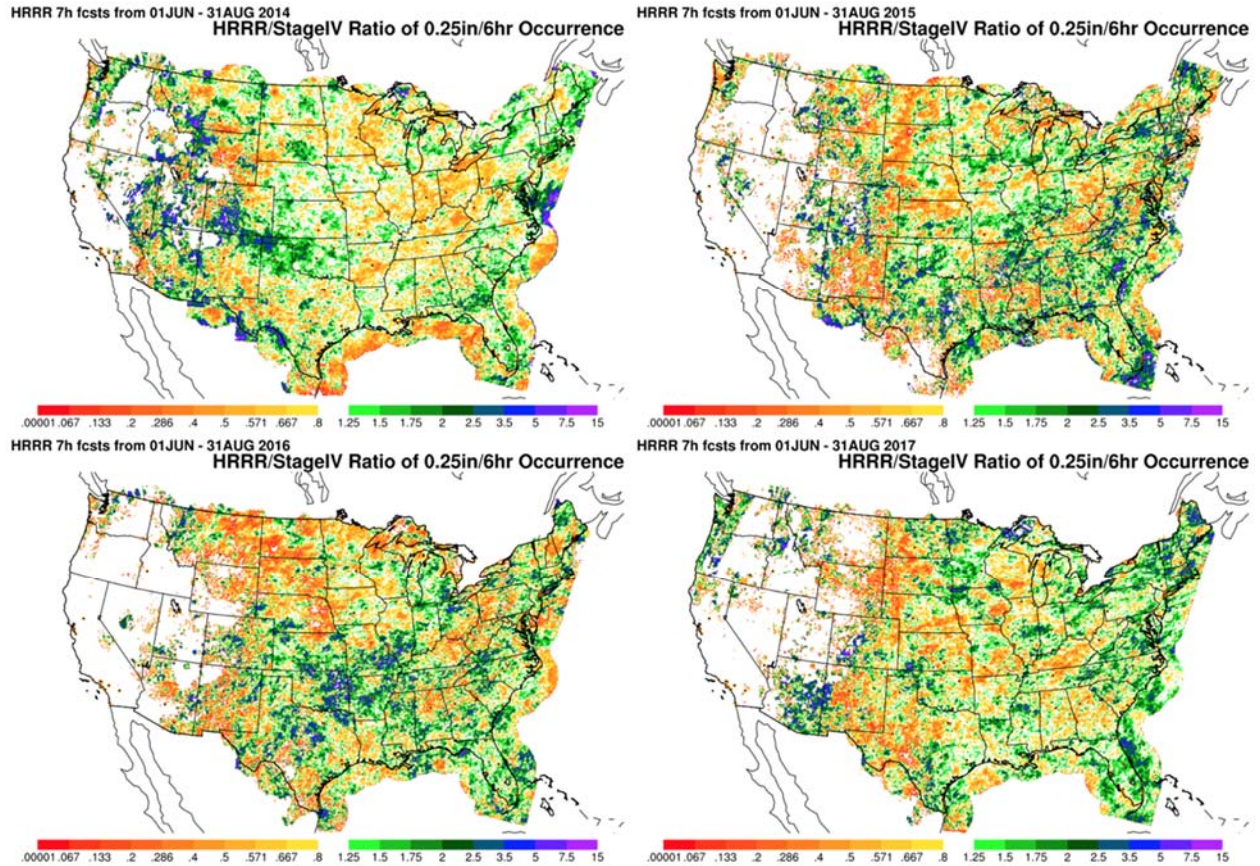 HRRR 7h fcsts from 01JUN - 31AUG 2014
HRRR/StageIV Ratio of 0.25in/6hr Occurrence
.00001 .067 .133 .2 .286 .4 .5 .571 .667 .8 1.25 1.5 1.75 2 2.5 3.5 5 7.5 15
HRRR 7h fcsts from 01JUN - 31AUG 2015
HRRR/StageIV Ratio of 0.25in/6hr Occurrence
.00001 .067 .133 .2 .286 .4 .5 .571 .667 .8 1.25 1.5 1.75 2 2.5 3.5 5 7.5 15
HRRR 7h fcsts from 01JUN - 31AUG 2016
HRRR/StageIV Ratio of 0.25in/6hr Occurrence
.00001 .067 .133 .2 .286 .4 .5 .571 .667 .8 1.25 1.5 1.75 2 2.5 3.5 5 7.5 15
HRRR 7h fcsts from 01JUN - 31AUG 2017
HRRR/StageIV Ratio of 0.25in/6hr Occurrence
.00001 .067 .133 .2 .286 .4 .5 .571 .667 .8 1.25 1.5 1.75 2 2.5 3.5 5 7.5 15